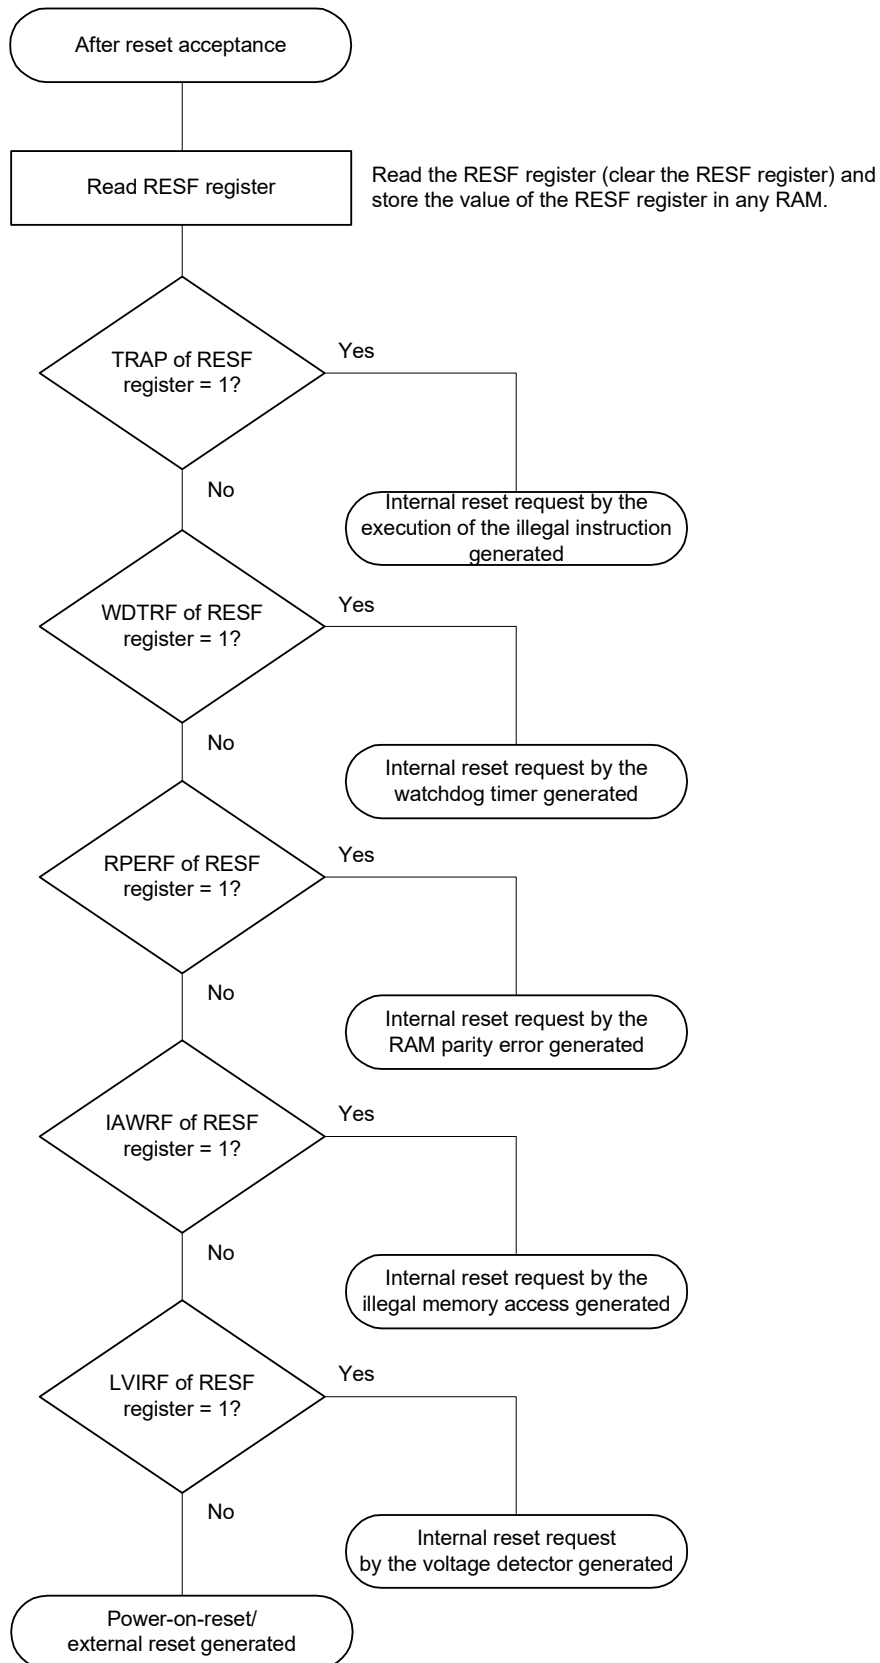 After reset acceptance
Read RESF register
Read the RESF register (clear the RESF register) and
store the value of the RESF register in any RAM.
TRAP of RESF
register = 1?
Yes
No
Internal reset request by the
execution of the illegal instruction
generated
WDTRF of RESF
register = 1?
Yes
No
Internal reset request by the
watchdog timer generated
RPERF of RESF
register = 1?
Yes
No
Internal reset request by the
RAM parity error generated
IAWRF of RESF
register = 1?
Yes
No
Internal reset request by the
illegal memory access generated
LVIRF of RESF
register = 1?
Yes
No
Internal reset request
by the voltage detector generated
Power-on-reset/
external reset generated